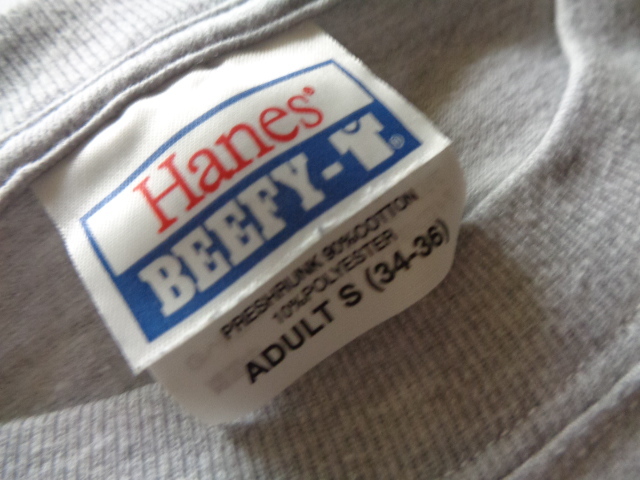 Hanes®
BEEFY-T®
PRESHRUNK 90%COTTON
10%POLYESTER
ADULT S (34-36)